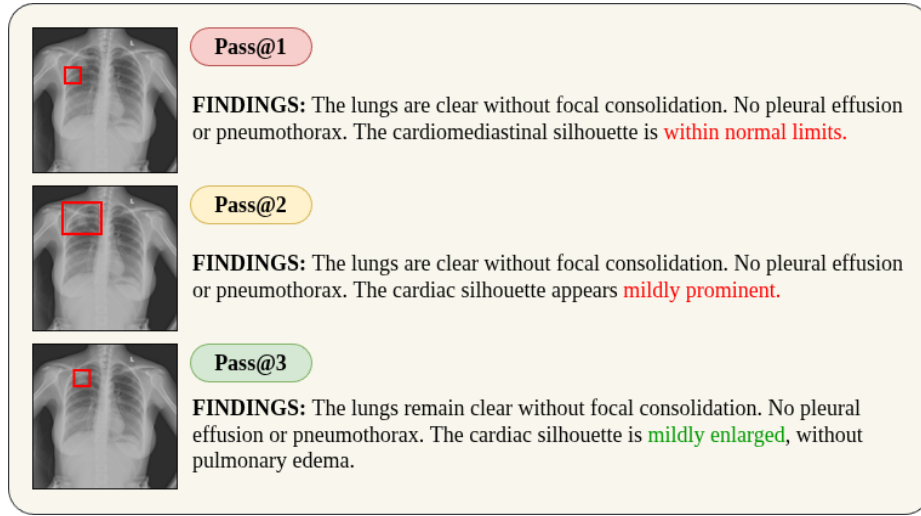 Pass@1
FINDINGS: The lungs are clear without focal consolidation. No pleural effusion
or pneumothorax. The cardiomediastinal silhouette is within normal limits.
Pass@2
FINDINGS: The lungs are clear without focal consolidation. No pleural effusion
or pneumothorax. The cardiac silhouette appears mildly prominent.
Pass@3
FINDINGS: The lungs remain clear without focal consolidation. No pleural
effusion or pneumothorax. The cardiac silhouette is mildly enlarged, without
pulmonary edema.